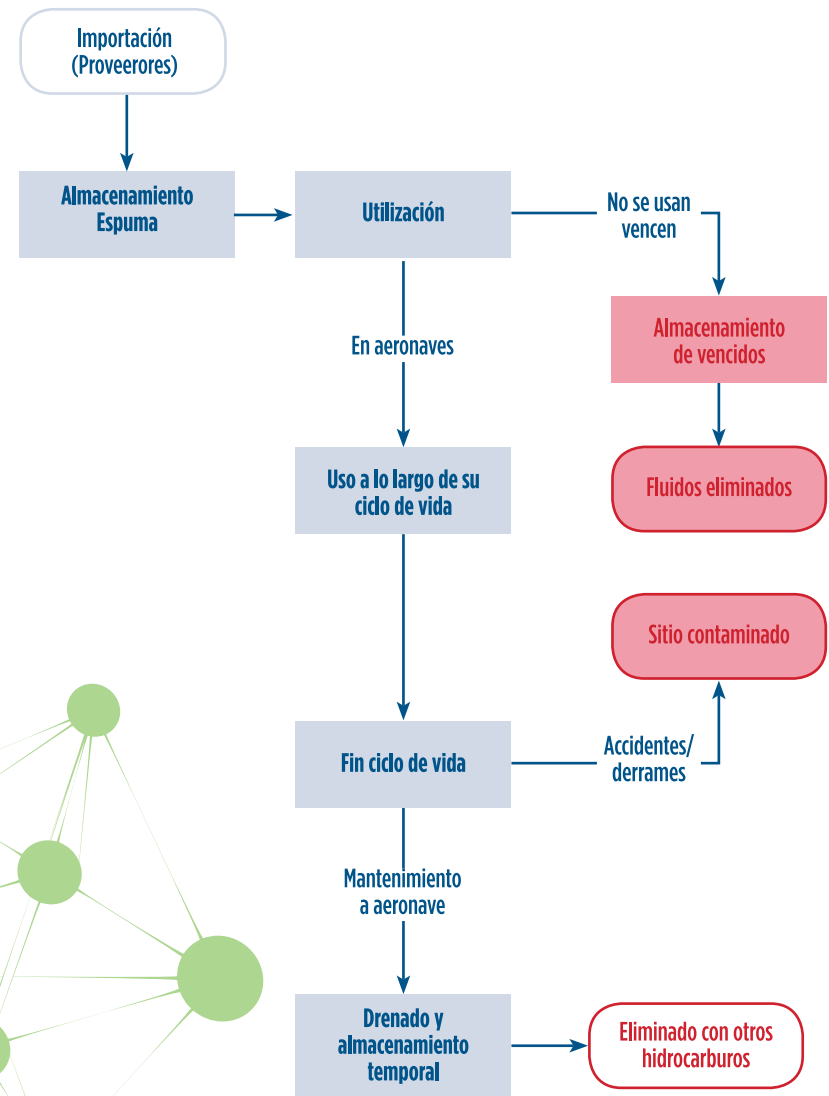 Importación
(Proveerores)
Almacenamiento
Espuma
Utilización
No se usan
vencen
Almacenamiento
de vencidos
En aeronaves
Uso a lo largo de su
ciclo de vida
Fluidos eliminados
Sitio contaminado
Fin ciclo de vida
Accidentes/
derrames
Mantenimiento
a aeronave
Drenado y
almacenamiento
temporal
Eliminado con otros
hidrocarburos